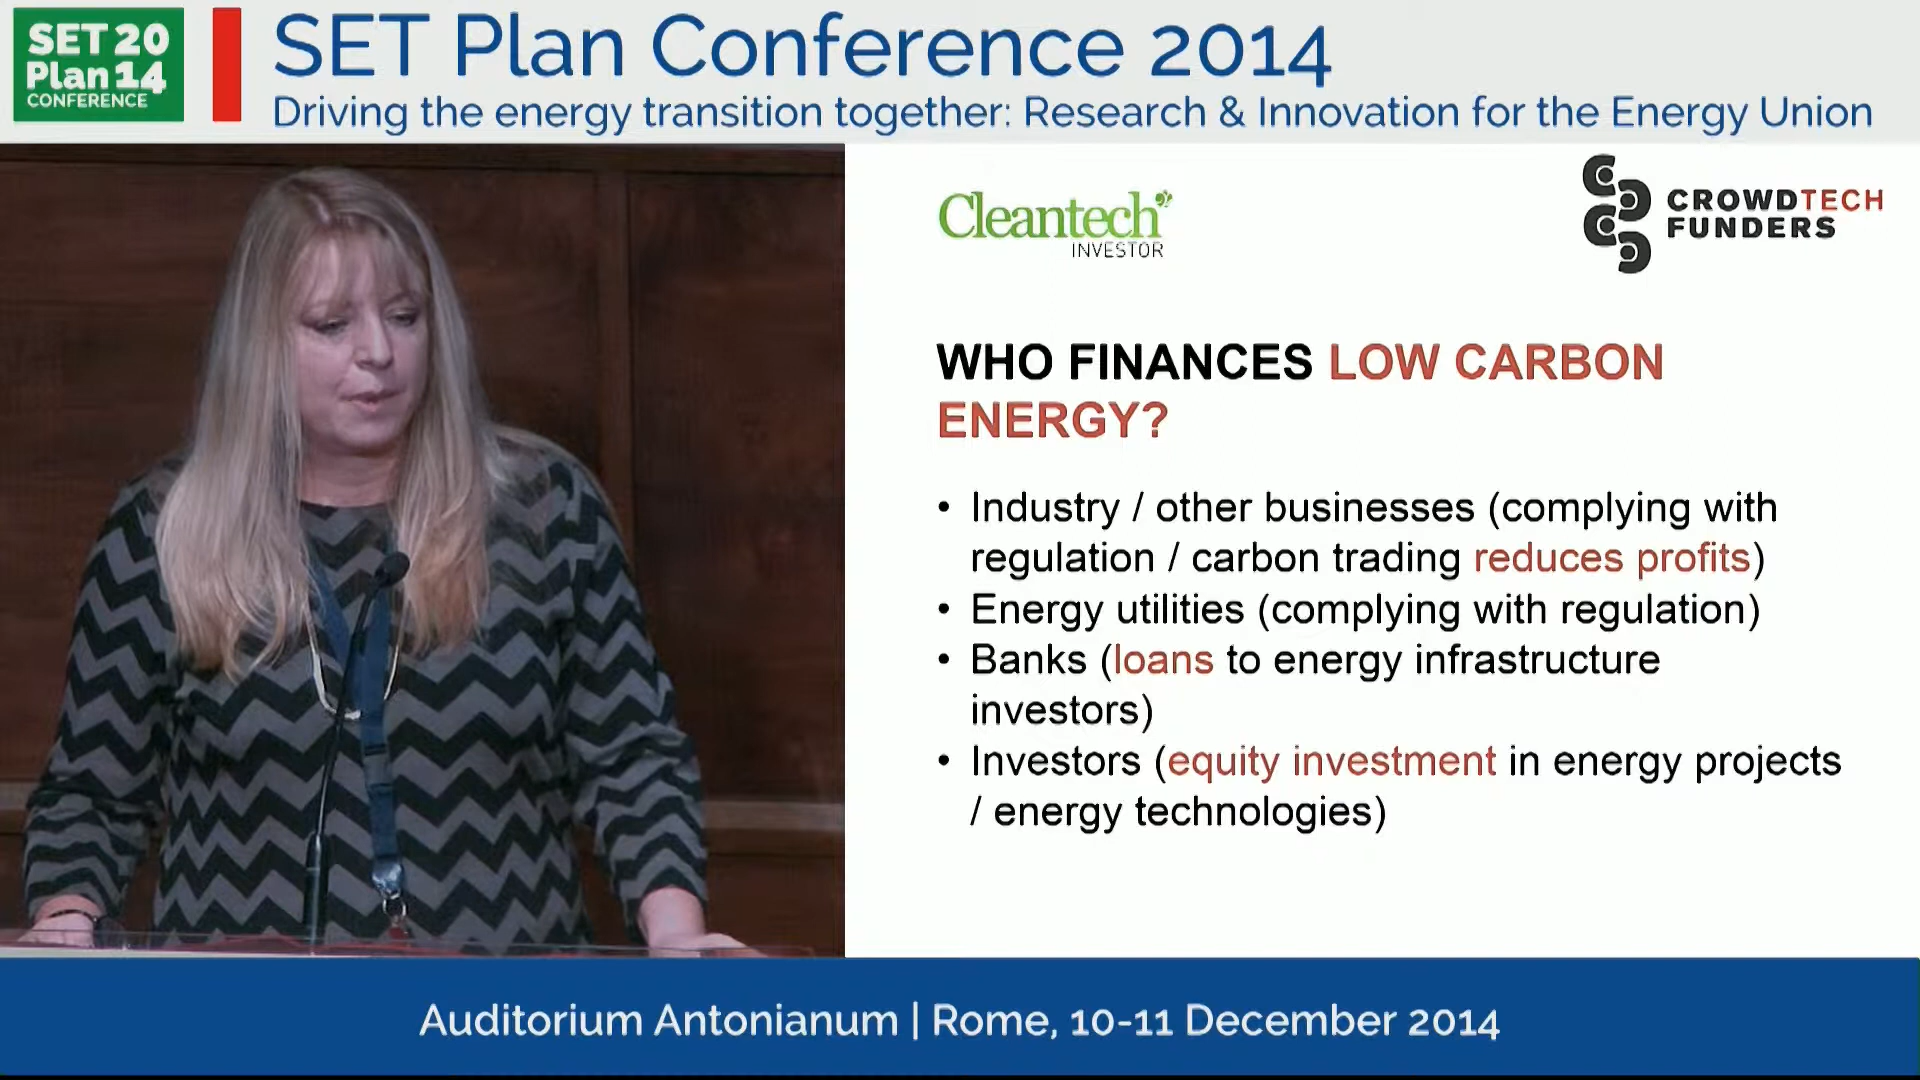 SET 20
Plan 14
CONFERENCE
SET Plan Conference 2014
Driving the energy transition together: Research & Innovation for the Energy Union
Cleantech
INVESTOR
CROWDTECH
FUNDERS
WHO FINANCES LOW CARBON
ENERGY?
• Industry / other businesses (complying with
regulation / carbon trading reduces profits)
• Energy utilities (complying with regulation)
• Banks (loans to energy infrastructure
investors)
• Investors (equity investment in energy projects
/ energy technologies)
Auditorium Antonianum | Rome, 10-11 December 2014